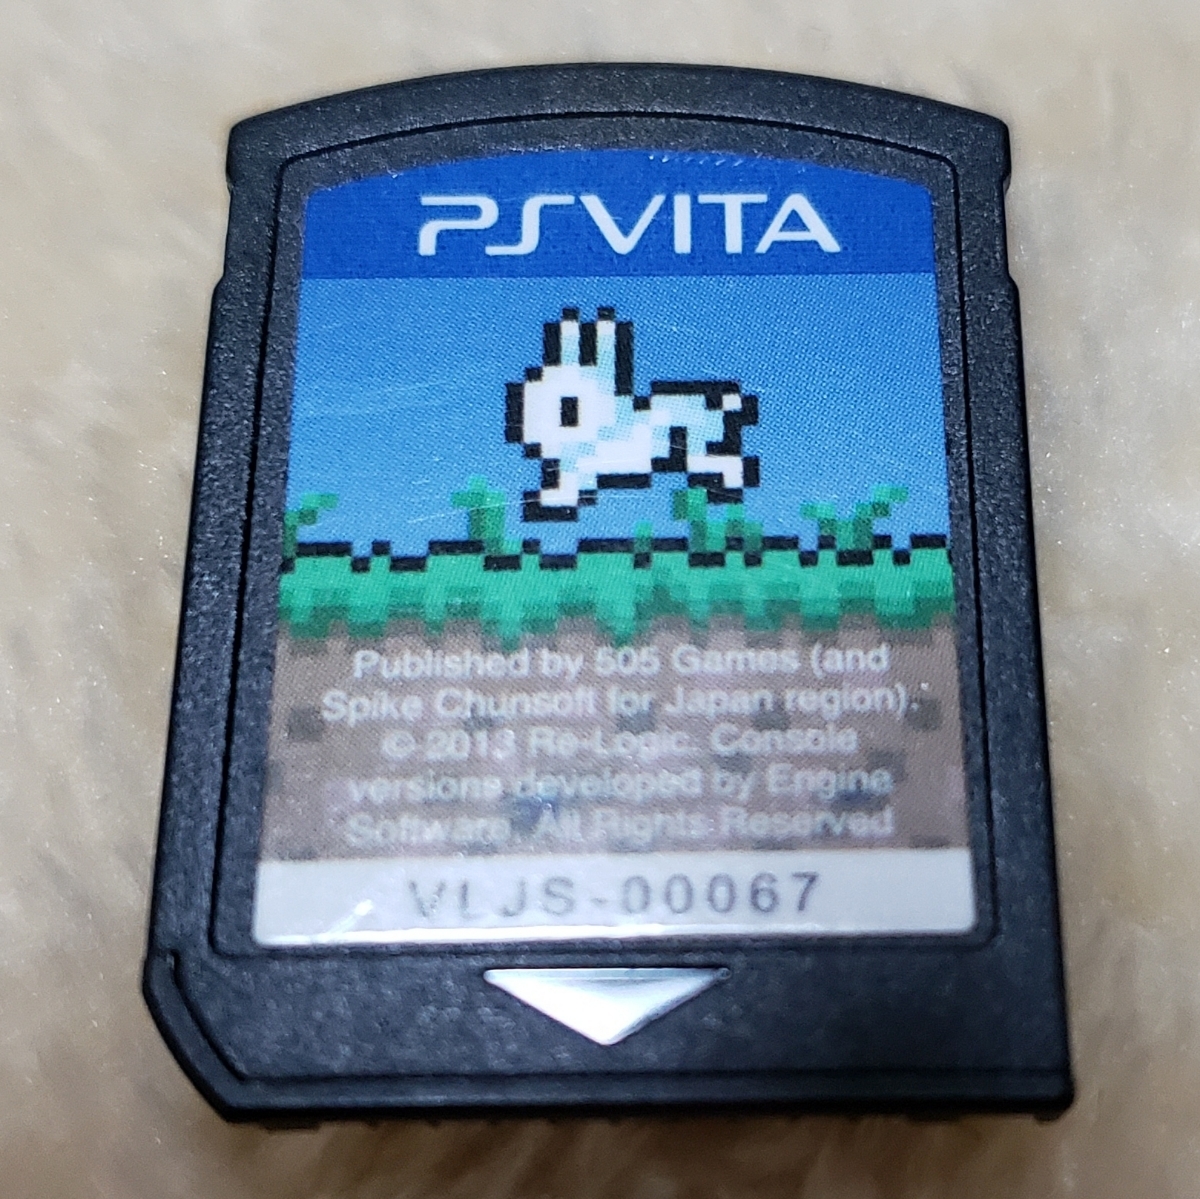 PSVITA
Published by 505 Games (and
Spike Chunsoft for Japan region).
© 2013 Re-Logic. Console
versions developed by Engine
Software. All Rights Reserved
VLJS-00067